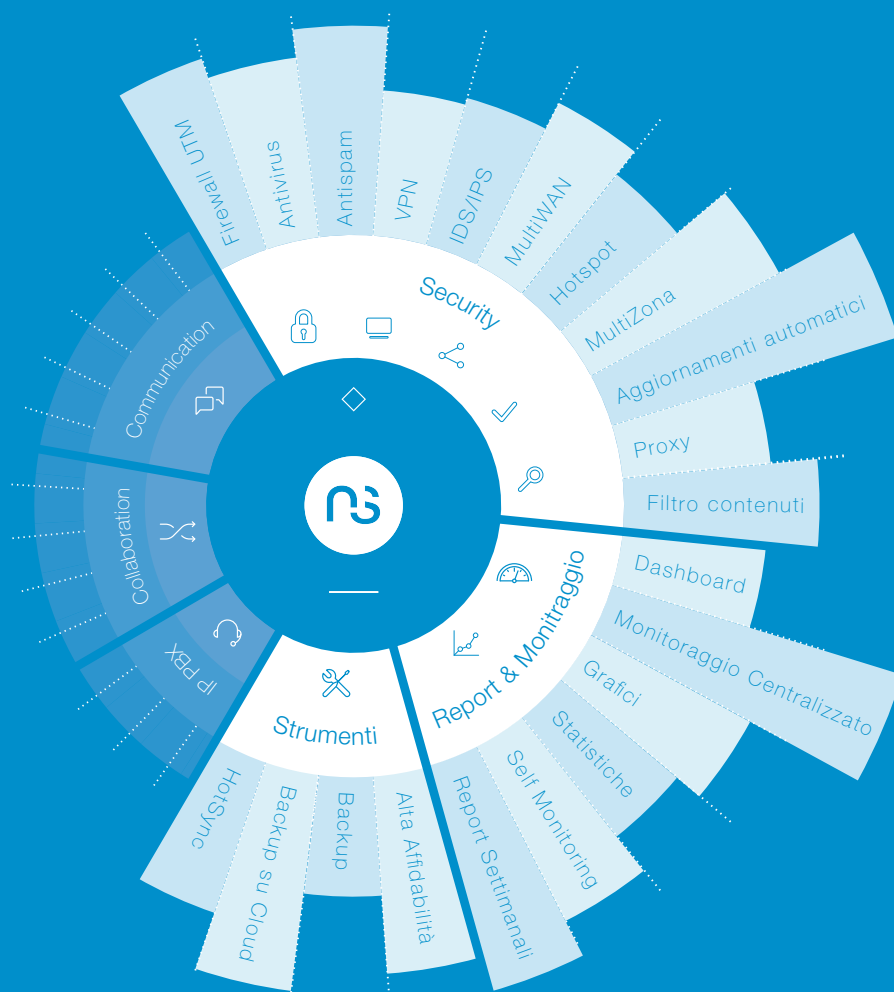 Firewall UTM
Antivirus
Antispam
VPN
IDS/IPS
MultiWAN
Hotspot
MultiZona
Aggiornamenti automatici
Proxy
Filtro contenuti
Security
Dashboard
Monitoraggio Centralizzato
Grafici
Statistiche
Self Monitoring
Report Settimanali
Report & Monitraggio
Alta Affidabilità
Backup
Backup su Cloud
HotSync
Strumenti
IP PBX
Collaboration
Communication
ns